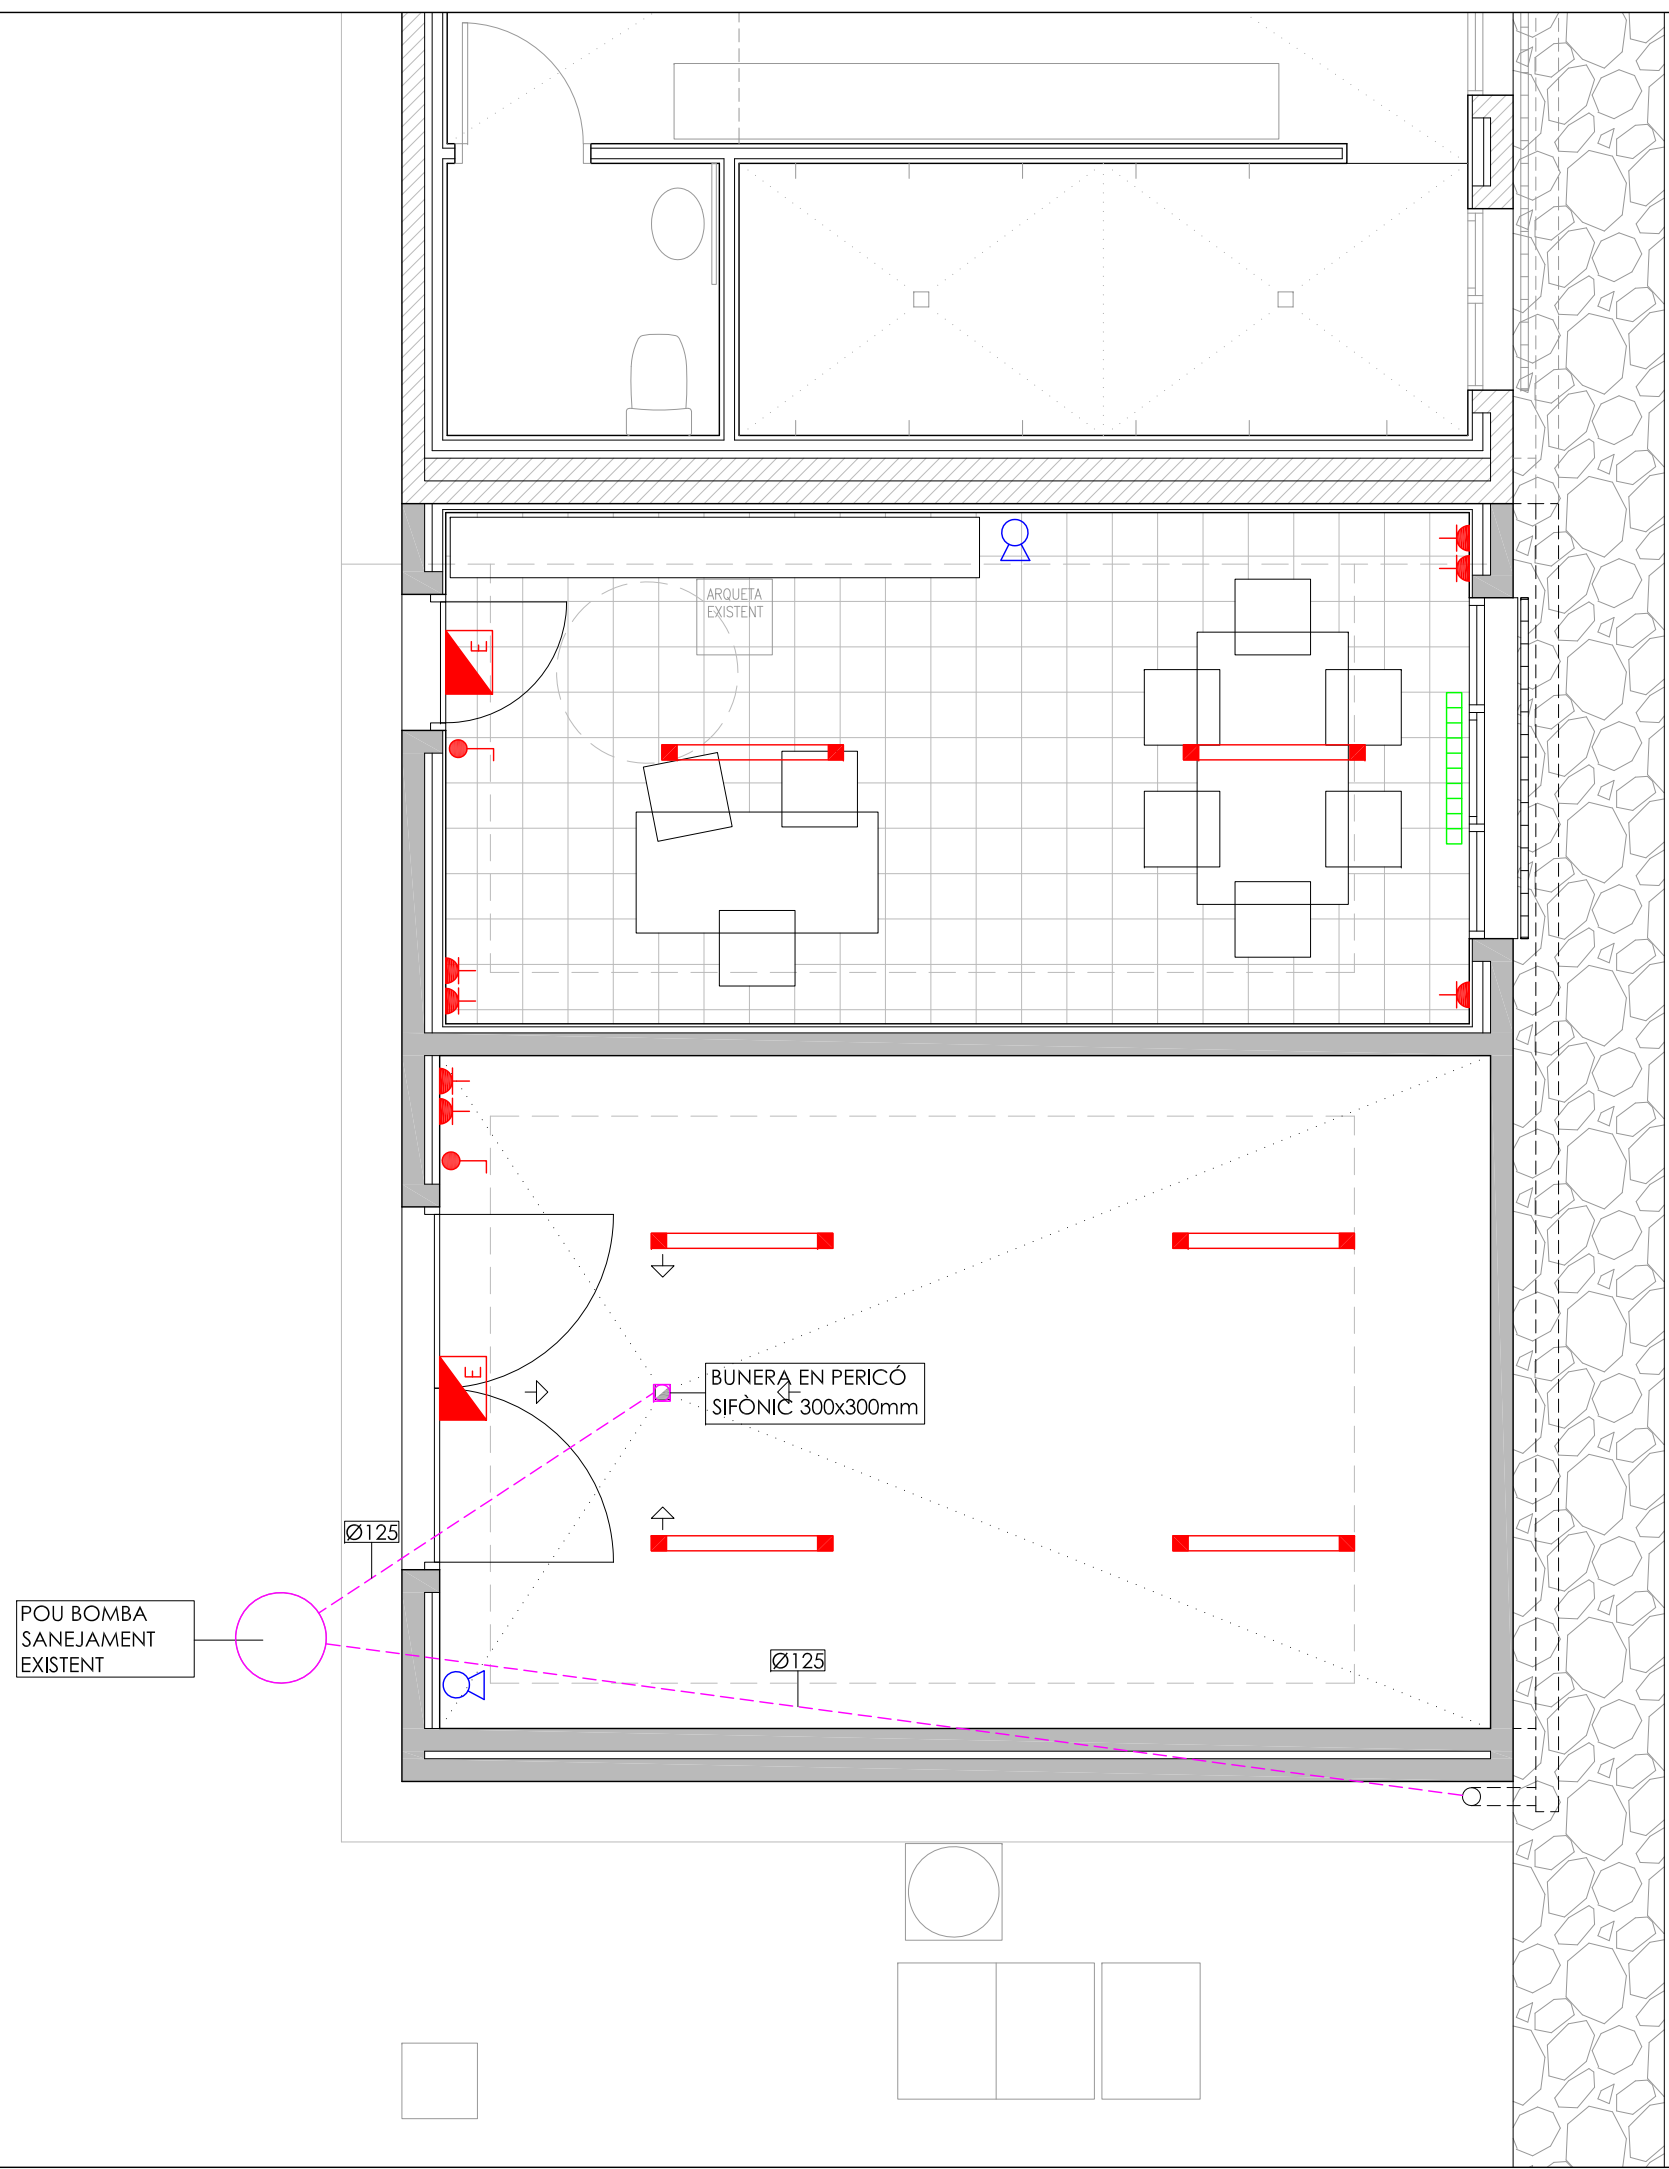 ARQUETA
EXISTENT
E
E
BUNERA EN PERICÓ
SIFÒNIC 300x300mm
Ø125
POU BOMBA
SANEJAMENT
EXISTENT
Ø125